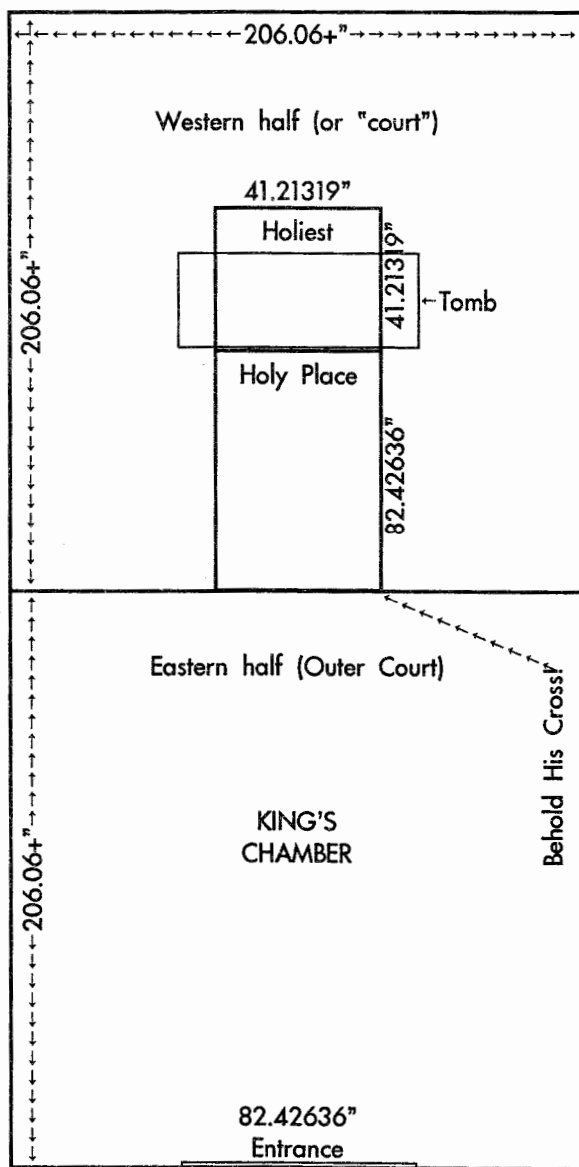 206.06+"
Western half (or "court")
41.21319"
Holiest
41.21319"
206.06+"
←Tomb
Holy Place
82.42636"
Eastern half (Outer Court)
Behold His Cross!
KING'S
CHAMBER
206.06+"
82.42636"
Entrance